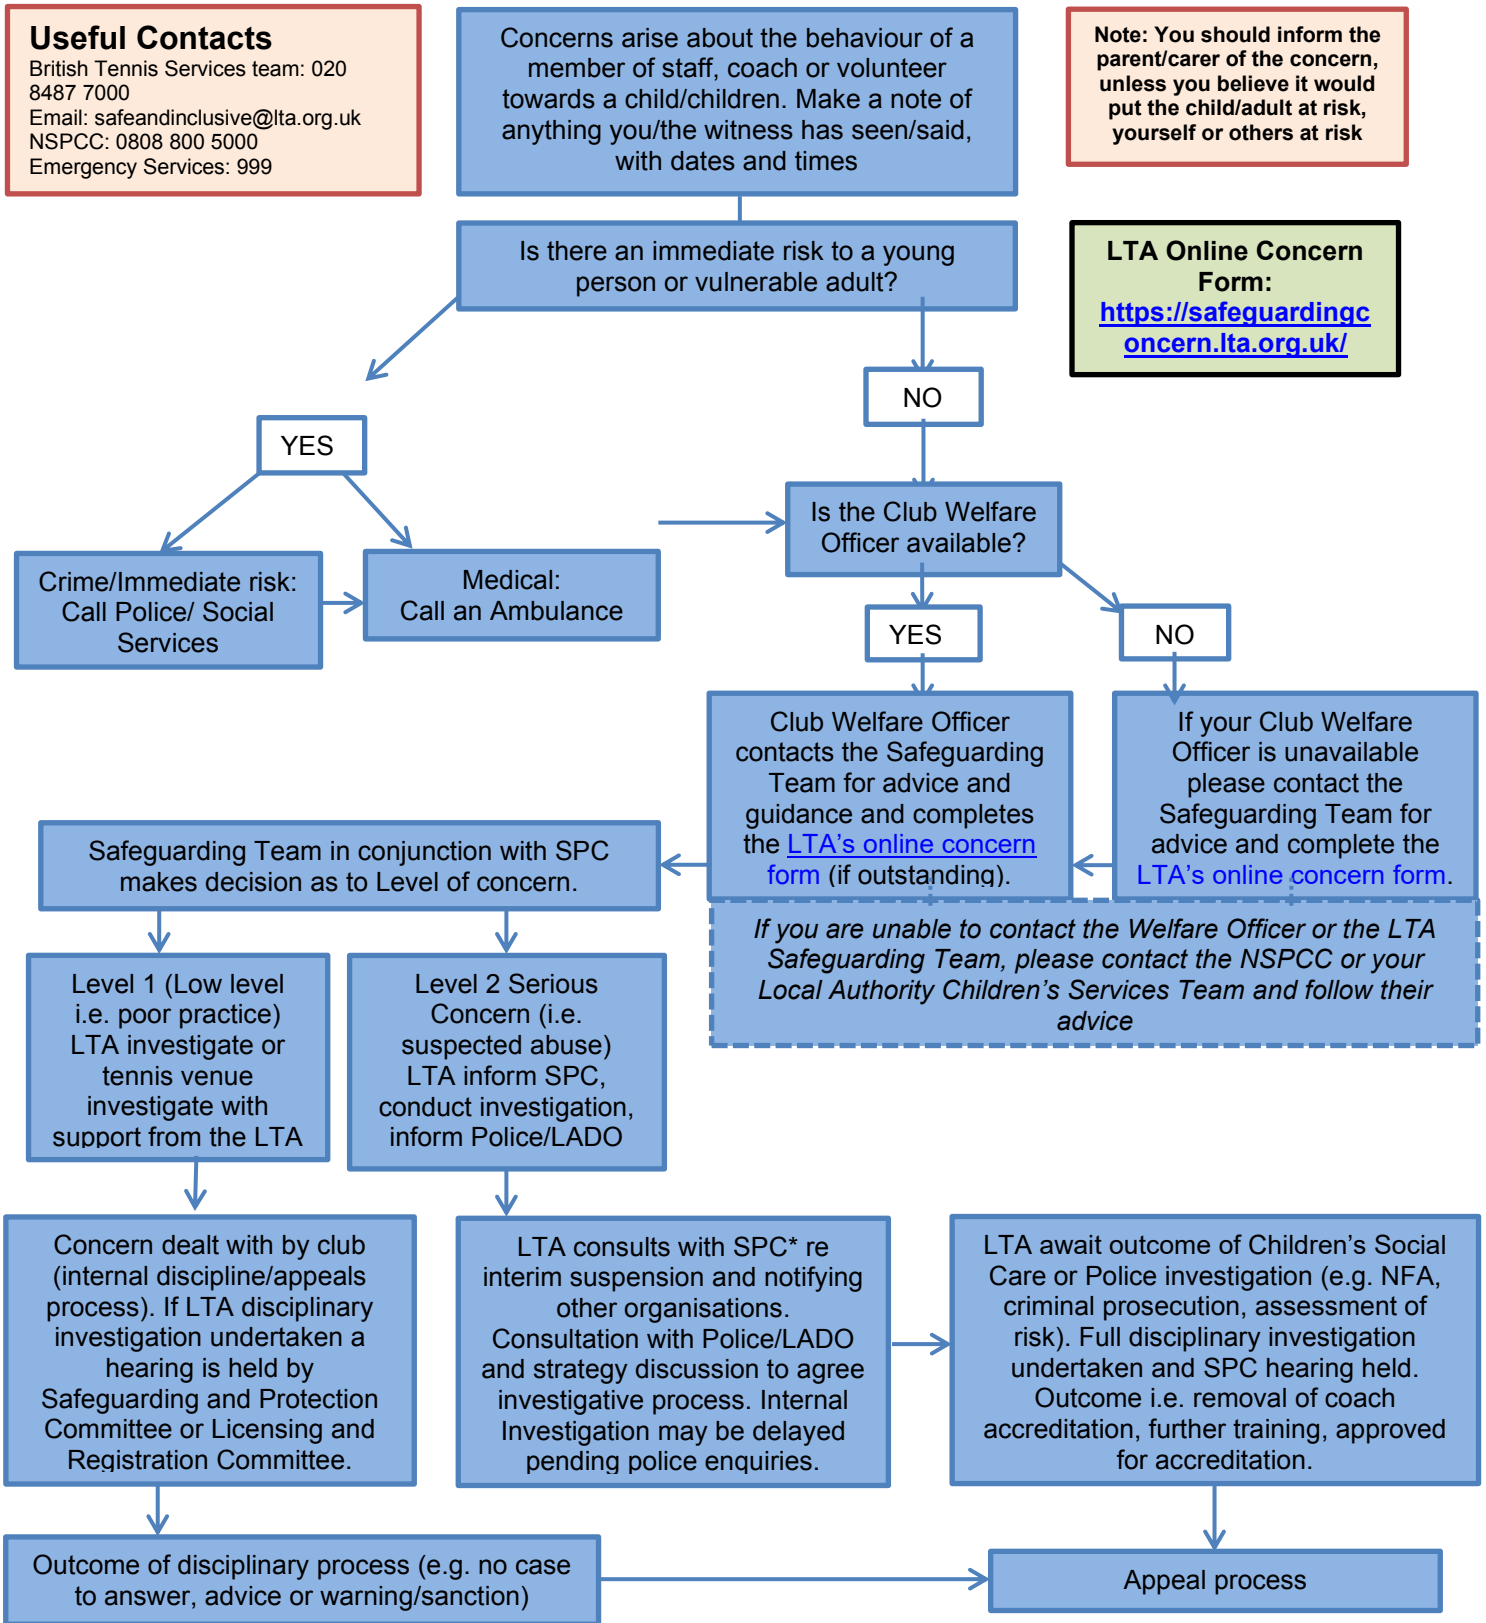 Useful Contacts
British Tennis Services team: 020
8487 7000
Email: safeandinclusive@lta.org.uk
NSPCC: 0808 800 5000
Emergency Services: 999
Concerns arise about the behaviour of a
member of staff, coach or volunteer
towards a child/children. Make a note of
anything you/the witness has seen/said,
with dates and times
Note: You should inform the
parent/carer of the concern,
unless you believe it would
put the child/adult at risk,
yourself or others at risk
Is there an immediate risk to a young
person or vulnerable adult?
LTA Online Concern
Form:
https://safeguardingc
oncern.lta.org.uk/
NO
YES
Is the Club Welfare
Officer available?
Crime/Immediate risk:
Call Police/ Social
Services
Medical:
Call an Ambulance
YES
NO
Club Welfare Officer
contacts the Safeguarding
Team for advice and
guidance and completes
the LTA's online concern
form (if outstanding).
If your Club Welfare
Officer is unavailable
please contact the
Safeguarding Team for
advice and complete the
LTA's online concern form.
Safeguarding Team in conjunction with SPC
makes decision as to Level of concern.
If you are unable to contact the Welfare Officer or the LTA
Safeguarding Team, please contact the NSPCC or your
Local Authority Children's Services Team and follow their
advice
Level 1 (Low level
i.e. poor practice)
LTA investigate or
tennis venue
investigate with
support from the LTA
Level 2 Serious
Concern (i.e.
suspected abuse)
LTA inform SPC,
conduct investigation,
inform Police/LADO
Concern dealt with by club
(internal discipline/appeals
process). If LTA disciplinary
investigation undertaken a
hearing is held by
Safeguarding and Protection
Committee or Licensing and
Registration Committee.
LTA consults with SPC* re
interim suspension and notifying
other organisations.
Consultation with Police/LADO
and strategy discussion to agree
investigative process. Internal
Investigation may be delayed
pending police enquiries.
LTA await outcome of Children's Social
Care or Police investigation (e.g. NFA,
criminal prosecution, assessment of
risk). Full disciplinary investigation
undertaken and SPC hearing held.
Outcome i.e. removal of coach
accreditation, further training, approved
for accreditation.
Outcome of disciplinary process (e.g. no case
to answer, advice or warning/sanction)
Appeal process